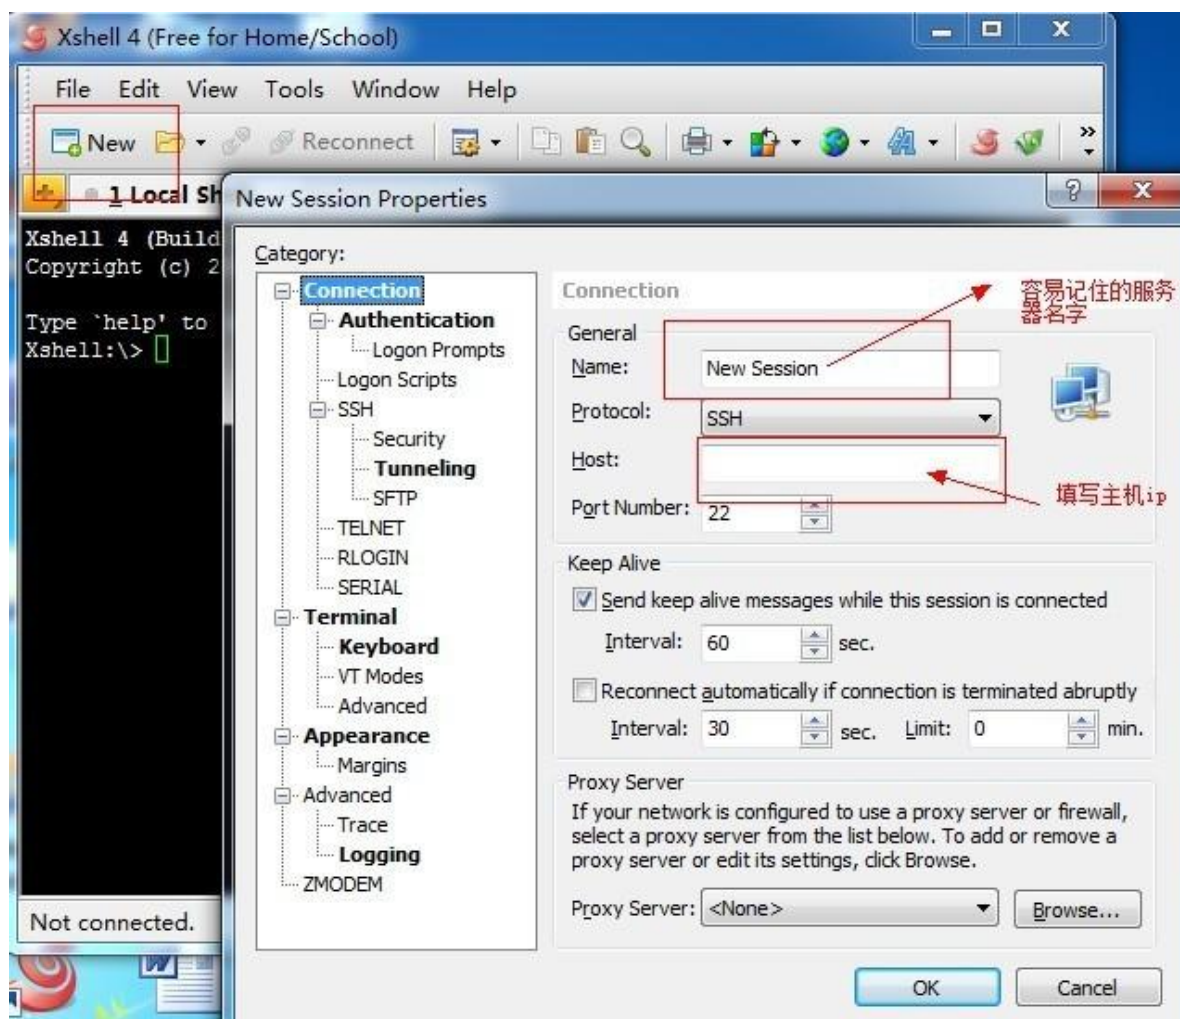 Xshell 4 (Free for Home/School)
File Edit View Tools Window Help
New Reconnect
1 Local Sh
New Session Properties
Xshell 4 (Build
Copyright (c) 2
Type `help' to
Xshell:\>
Not connected.
Category:
Connection
Authentication
Logon Prompts
Logon Scripts
SSH
Security
Tunneling
SFTP
TELNET
RLOGIN
SERIAL
Terminal
Keyboard
VT Modes
Advanced
Appearance
Margins
Advanced
Trace
Logging
ZMODEM
Connection
容易记住的服务
器名字
General
Name: New Session
Protocol: SSH
Host:
填写主机ip
Port Number: 22
Keep Alive
Send keep alive messages while this session is connected
Interval: 60 sec.
Reconnect automatically if connection is terminated abruptly
Interval: 30 sec. Limit: 0 min.
Proxy Server
If your network is configured to use a proxy server or firewall,
select a proxy server from the list below. To add or remove a
proxy server or edit its settings, click Browse.
Proxy Server: <None> Browse...
OK Cancel